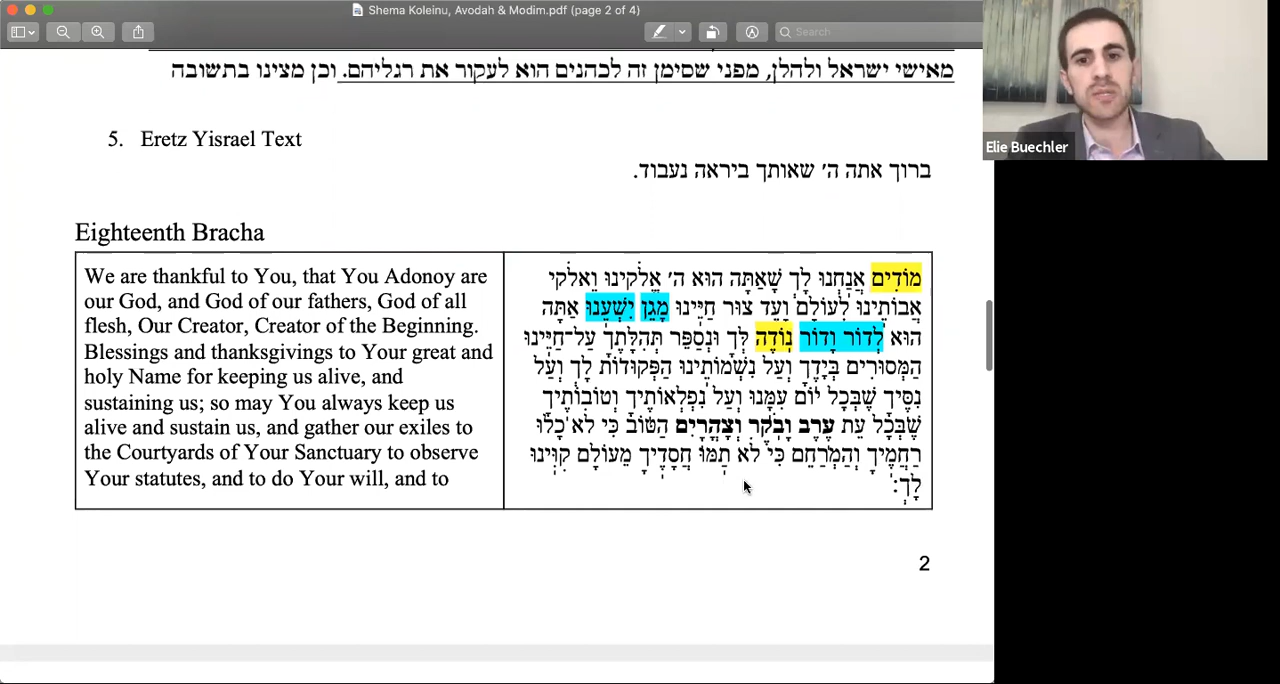 Shema Koleinu, Avodah & Modim.pdf (page 2 of 4)
Search
מאישי ישראל ולהלן, מפני שסימן זה לכהנים הוא לעקור את רגליהם. וכן מצינו בתשובה
5. Eretz Yisrael Text
ברוך אתה ה׳ שאותך ביראה נעבוד.
Eighteenth Bracha
We are thankful to You, that You Adonoy are
our God, and God of our fathers, God of all
flesh, Our Creator, Creator of the Beginning.
Blessings and thanksgivings to Your great and
holy Name for keeping us alive, and
sustaining us; so may You always keep us
alive and sustain us, and gather our exiles to
the Courtyards of Your Sanctuary to observe
Your statutes, and to do Your will, and to
מוֹדִים אֲנַֽחְנוּ לָךְ שָׁאַתָּה הוּא ה׳ אֱלֹקֵינוּ וֵאלֹקֵי
אֲבוֹתֵֽינוּ לְעוֹלָם וָעֶד צוּר חַיֵּֽינוּ מָגֵן יִשְׁעֵֽנוּ אַתָּה
הוּא לְדוֹר וָדוֹר נֽוֹדֶה לְּךָ וּנְסַפֵּר תְּהִלָּתֶֽךָ עַל־חַיֵּֽינוּ
הַמְּסוּרִים בְּיָדֶֽךָ וְעַל נִשְׁמוֹתֵֽינוּ הַפְּקוּדוֹת לָךְ וְעַל
נִסֶּֽיךָ שֶׁבְּכָל יוֹם עִמָּֽנוּ וְעַל נִפְלְאוֹתֶֽיךָ וְטוֹבוֹתֶֽיךָ
שֶׁבְּכָל עֵת עֶֽרֶב וָבֹֽקֶר וְצָהֳרָֽיִם הַטּוֹב כִּי לֹא־כָלוּ
רַחֲמֶֽיךָ וְהַמְרַחֵם כִּי־לֹא תַֽמּוּ חֲסָדֶֽיךָ מֵעוֹלָם קִוִּֽינוּ
לָךְ:
2
Elie Buechler